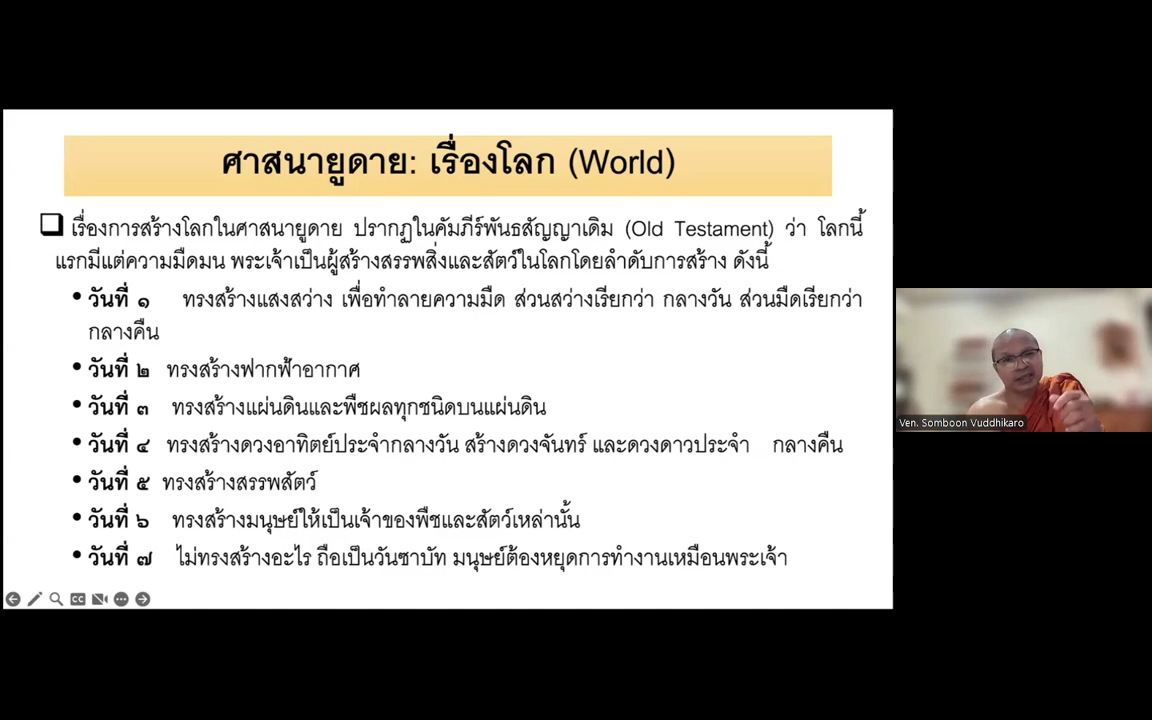 ศาสนายูดาย: เรื่องโลก (World)
❑ เรื่องการสร้างโลกในศาสนายูดาย ปรากฏในคัมภีร์พันธสัญญาเดิม (Old Testament) ว่า โลกนี้
แรกมีแต่ความมืดมน พระเจ้าเป็นผู้สร้างสรรพสิ่งและสัตว์ในโลกโดยลำดับการสร้าง ดังนี้
• วันที่ ๑ ทรงสร้างแสงสว่าง เพื่อทำลายความมืด ส่วนสว่างเรียกว่า กลางวัน ส่วนมืดเรียกว่า
กลางคืน
• วันที่ ๒ ทรงสร้างฟากฟ้าอากาศ
• วันที่ ๓ ทรงสร้างแผ่นดินและพืชผลทุกชนิดบนแผ่นดิน
• วันที่ ๔ ทรงสร้างดวงอาทิตย์ประจำกลางวัน สร้างดวงจันทร์ และดวงดาวประจำ กลางคืน
• วันที่ ๕ ทรงสร้างสรรพสัตว์
• วันที่ ๖ ทรงสร้างมนุษย์ให้เป็นเจ้าของพืชและสัตว์เหล่านั้น
• วันที่ ๗ ไม่ทรงสร้างอะไร ถือเป็นวันซาบัท มนุษย์ต้องหยุดการทำงานเหมือนพระเจ้า
CC
Ven. Somboon Vuddhikaro